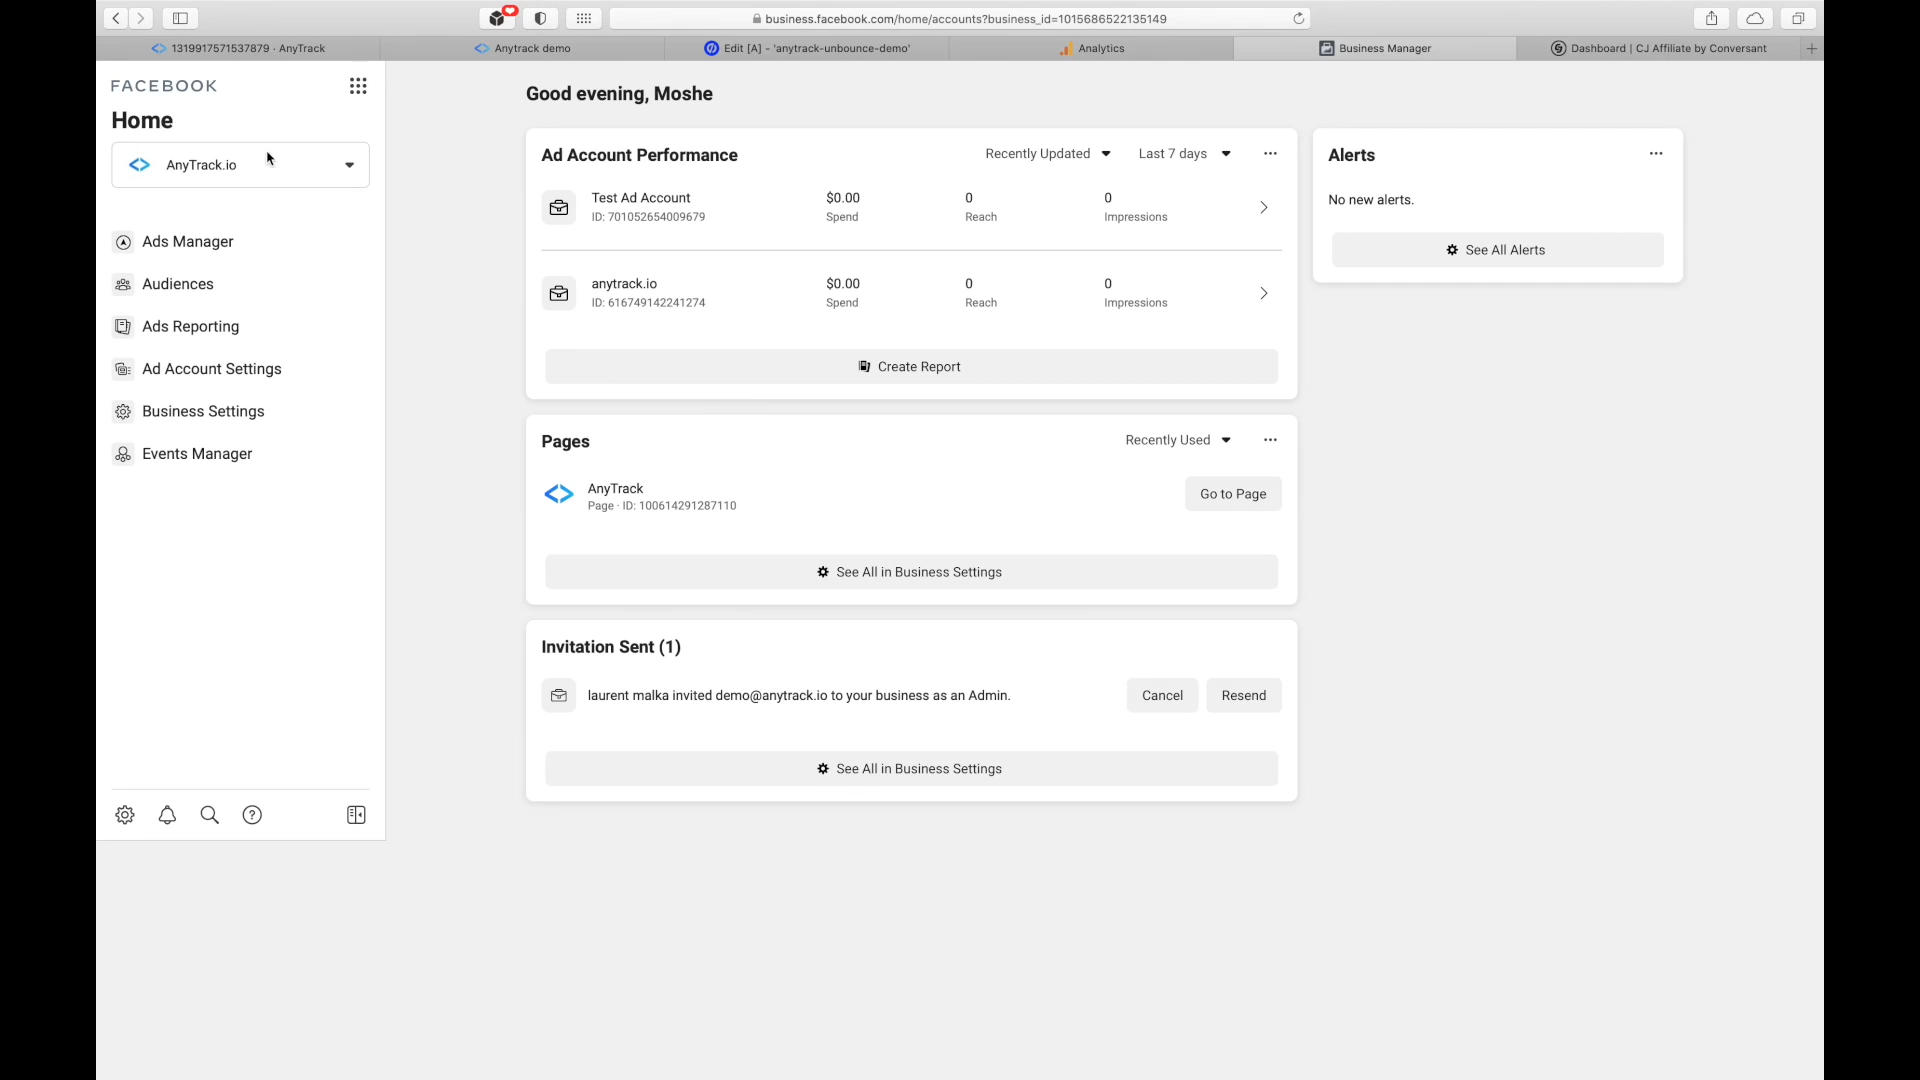 business.facebook.com/home/accounts?business_id=1015686522135149
1319917571537879 · AnyTrack
Anytrack demo
Edit [A] - 'anytrack-unbounce-demo'
Analytics
Business Manager
Dashboard | CJ Affiliate by Conversant
FACEBOOK
Home
AnyTrack.io
Ads Manager
Audiences
Ads Reporting
Ad Account Settings
Business Settings
Events Manager
Good evening, Moshe
Ad Account Performance
Recently Updated
Last 7 days
Test Ad Account
ID: 701052654009679
$0.00
Spend
0
Reach
0
Impressions
anytrack.io
ID: 616749142241274
$0.00
Spend
0
Reach
0
Impressions
Create Report
Pages
Recently Used
AnyTrack
Page · ID: 100614291287110
Go to Page
See All in Business Settings
Invitation Sent (1)
laurent malka invited demo@anytrack.io to your business as an Admin.
Cancel
Resend
See All in Business Settings
Alerts
No new alerts.
See All Alerts